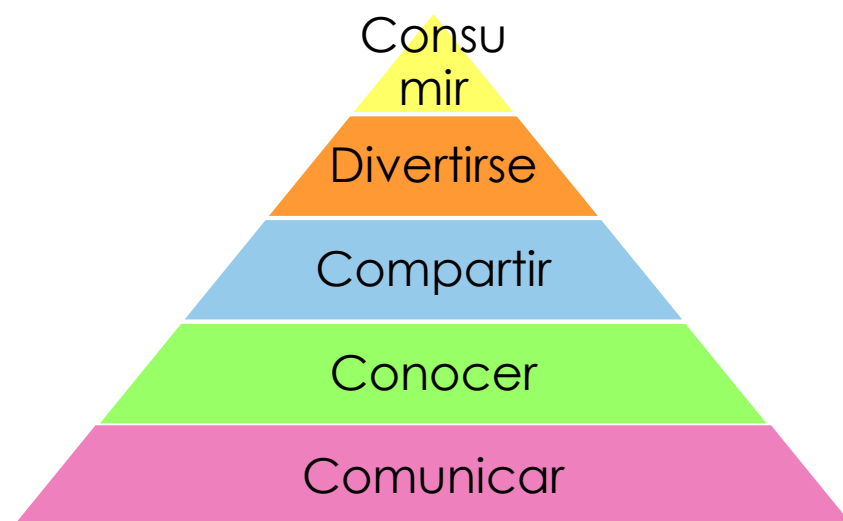 Consu
mir
Divertirse
Compartir
Conocer
Comunicar